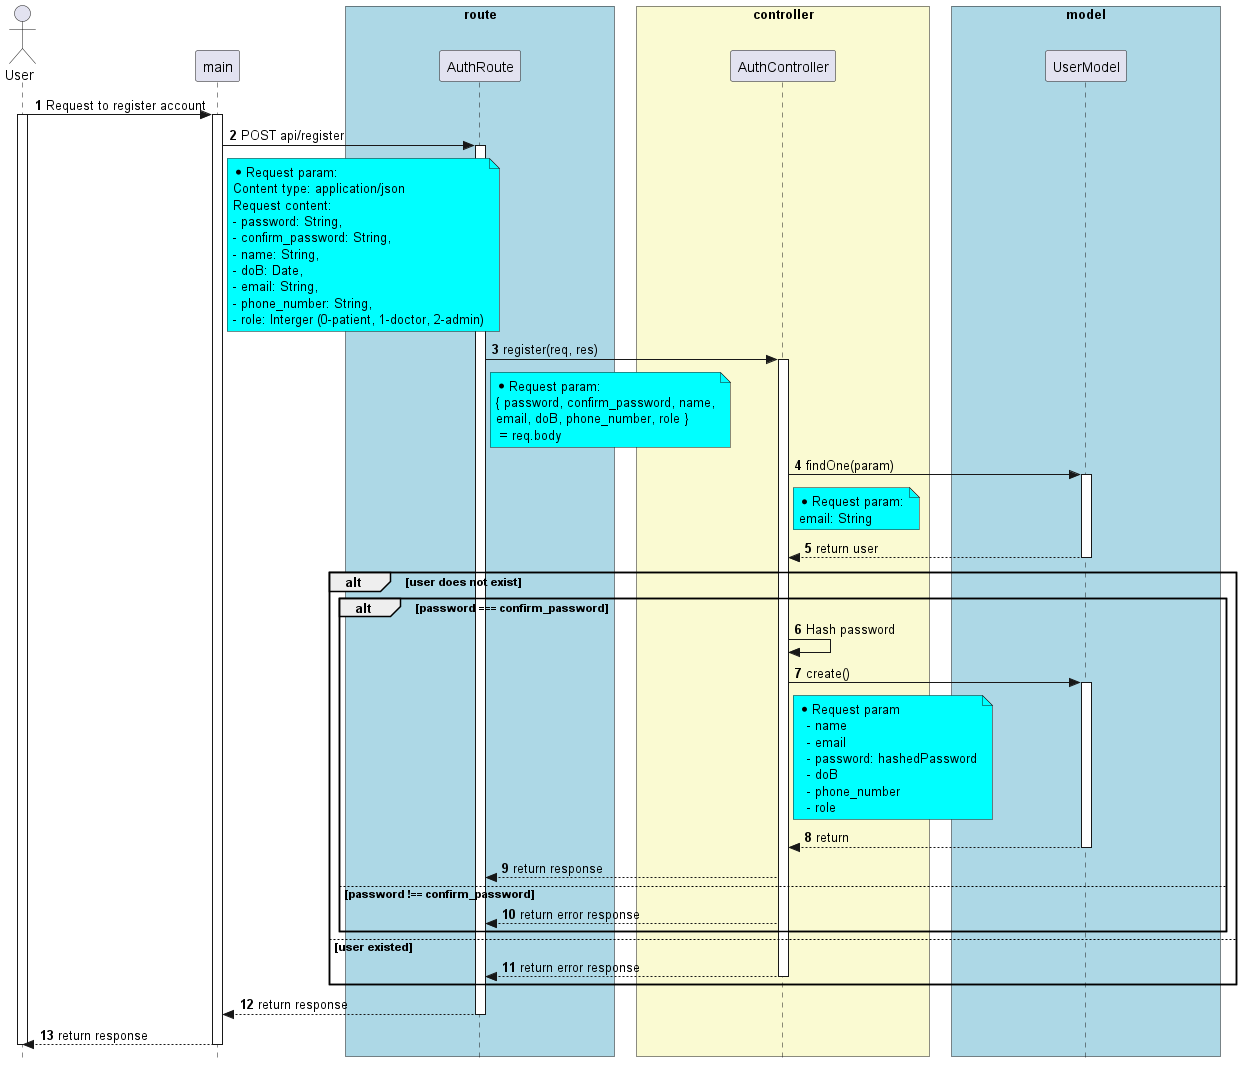 route
controller
model
User
main
AuthRoute
AuthController
UserModel
1 Request to register account
2 POST api/register
● Request param:
Content type: application/json
Request content:
- password: String,
- confirm_password: String,
- name: String,
- doB: Date,
- email: String,
- phone_number: String,
- role: Interger (0-patient, 1-doctor, 2-admin)
3 register(req, res)
● Request param:
{ password, confirm_password, name,
email, doB, phone_number, role }
= req.body
4 findOne(param)
● Request param:
email: String
5 return user
alt [user does not exist]
alt [password === confirm_password]
6 Hash password
7 create()
● Request param
- name
- email
- password: hashedPassword
- doB
- phone_number
- role
8 return
9 return response
[password !== confirm_password]
10 return error response
[user existed]
11 return error response
12 return response
13 return response